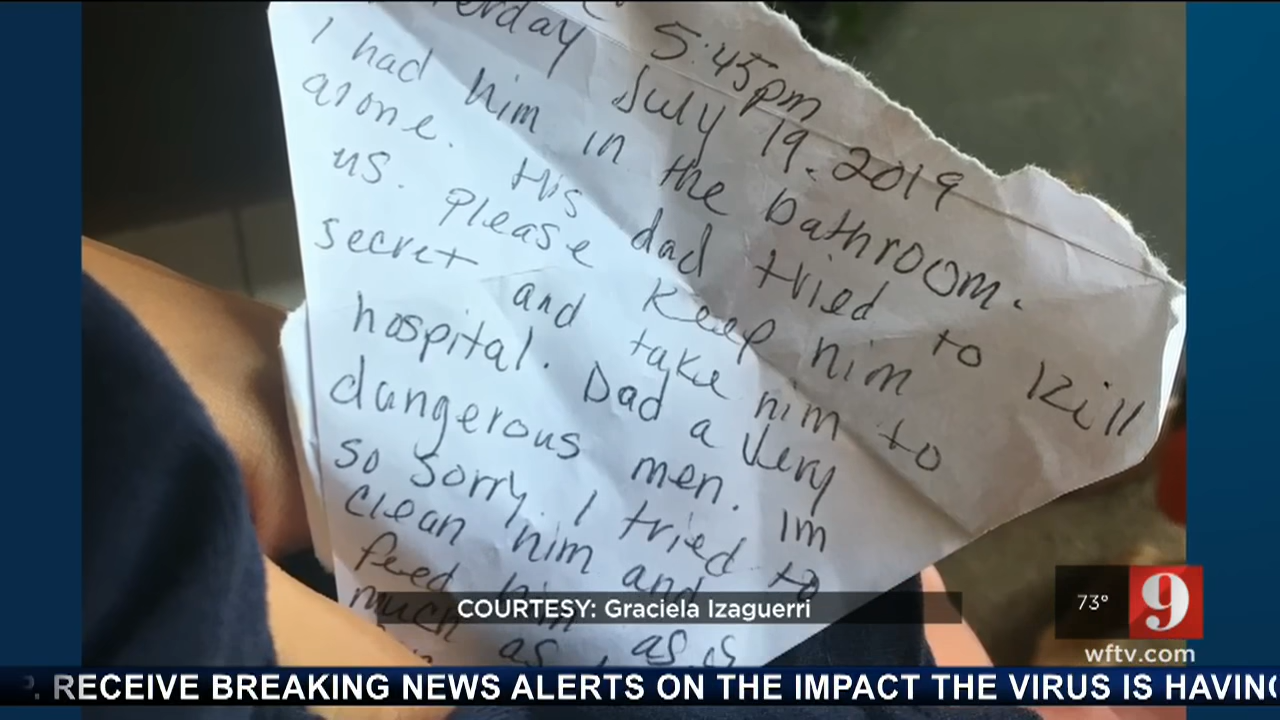 5:45pm
July 19. 2019
I had him in the bathroom.
alone. His dad tried to Kill
us. please Keep him
secret and take him to
hospital. Dad a Very
dangerous men. Im
so sorry. I tried to
clean him and
feed him as
much as
COURTESY: Graciela Izaguerri
73°
9
wftv.com
P. RECEIVE BREAKING NEWS ALERTS ON THE IMPACT THE VIRUS IS HAVING